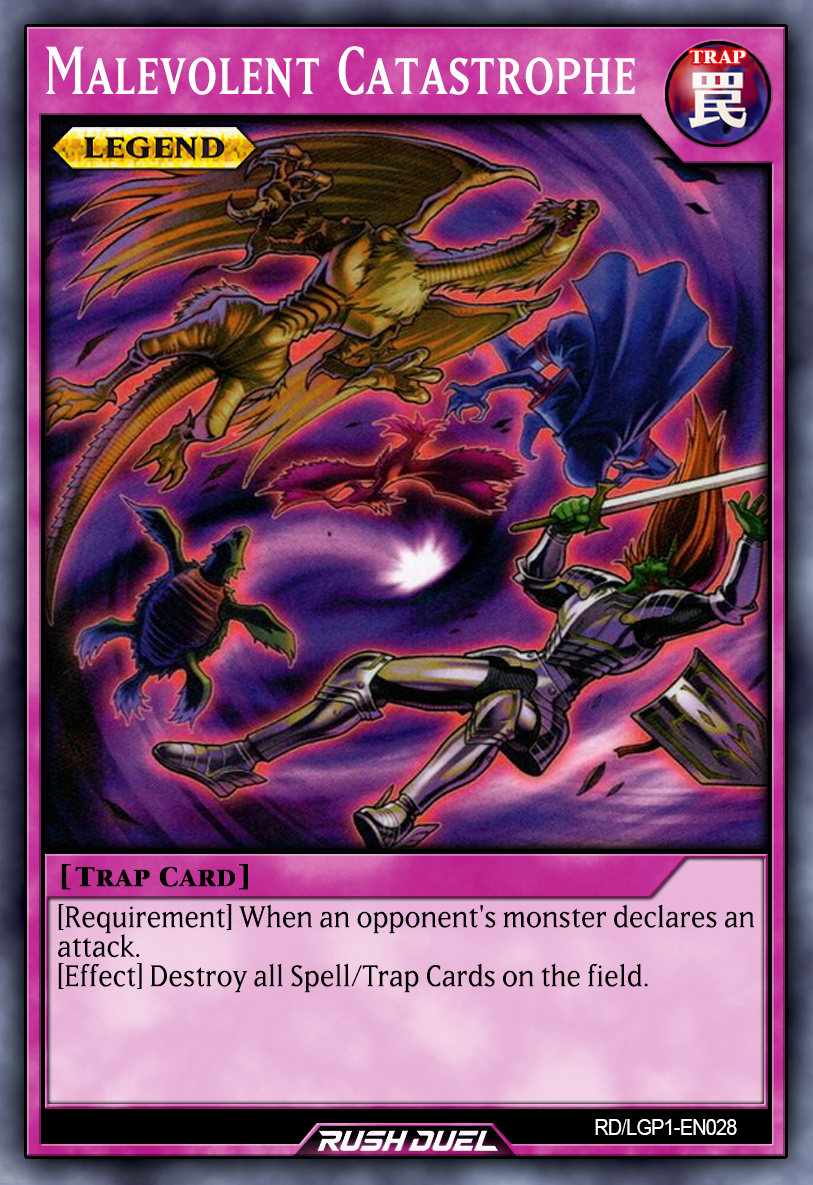 Malevolent Catastrophe
TRAP
罠
LEGEND
[Trap Card]
[Requirement] When an opponent's monster declares an
attack.
[Effect] Destroy all Spell/Trap Cards on the field.
RD/LGP1-EN028
RUSH DUEL